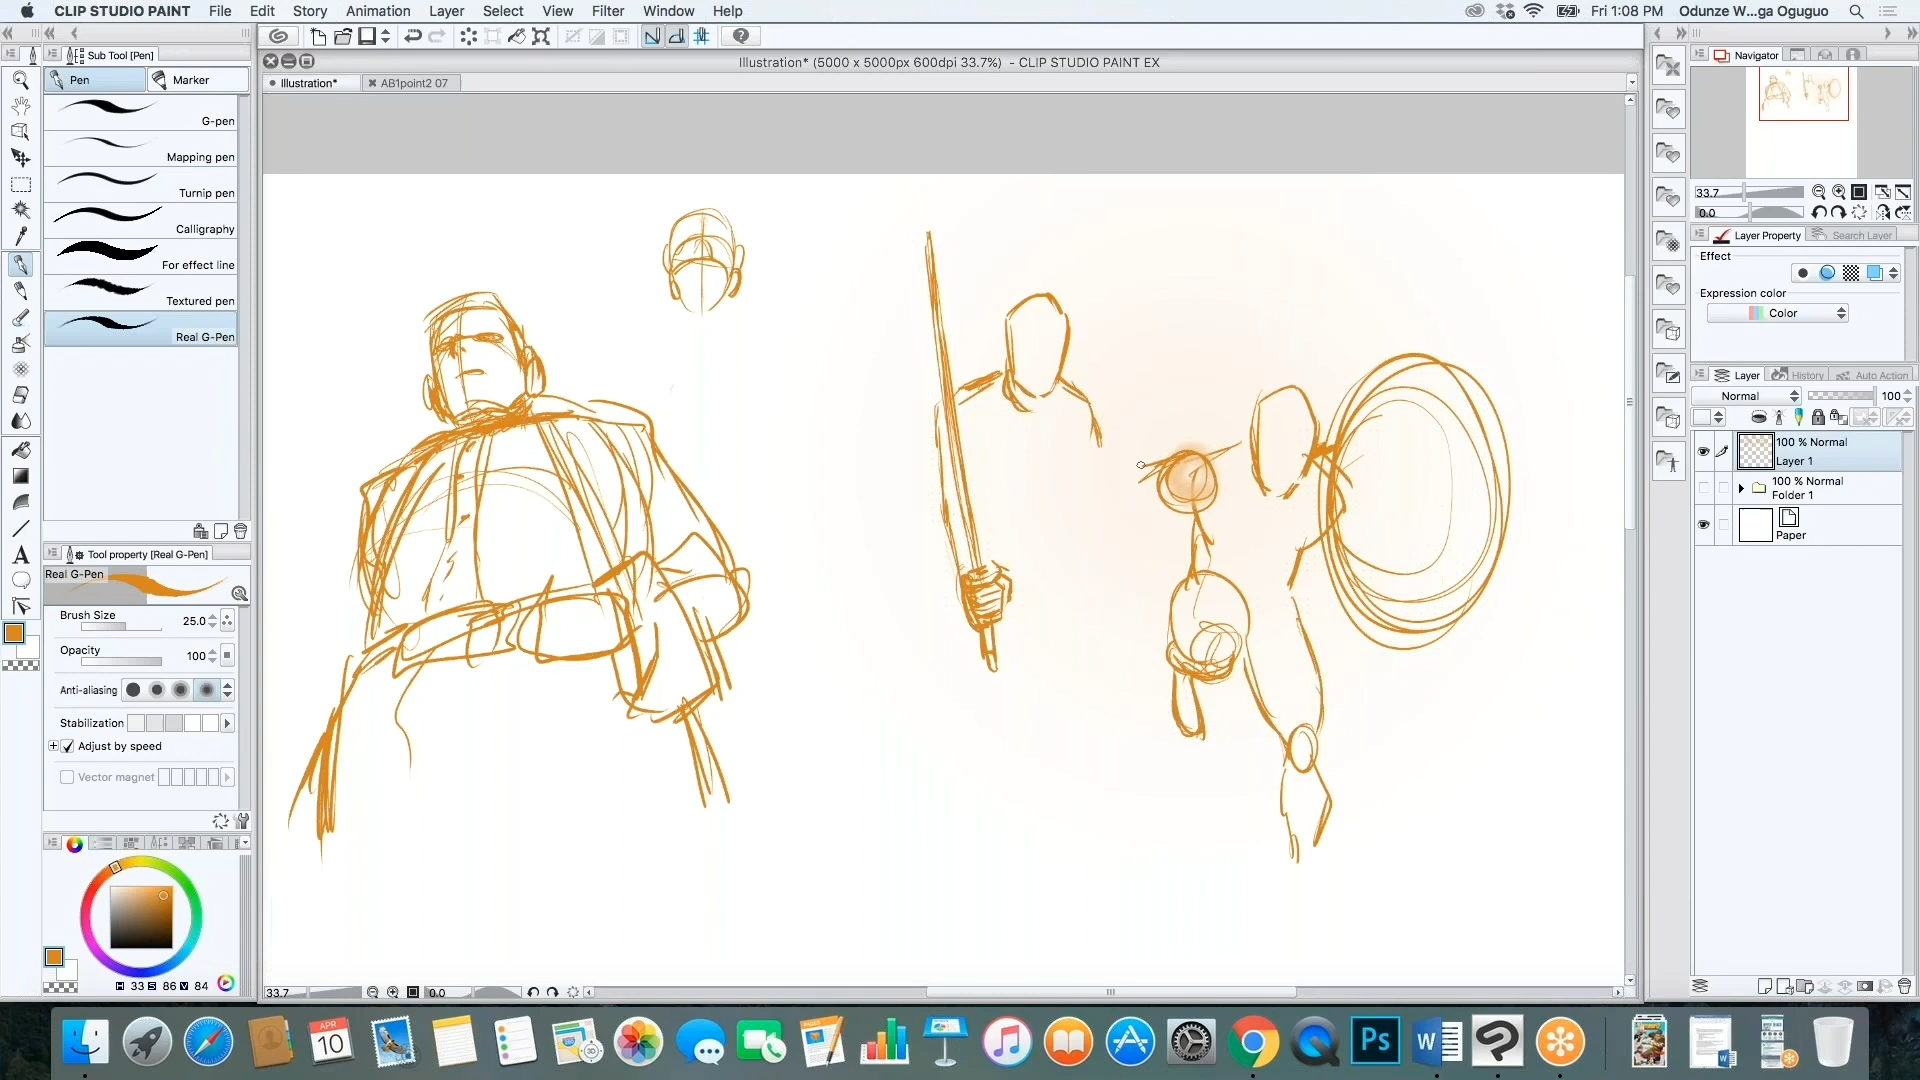 CLIP STUDIO PAINT File Edit Story Animation Layer Select View Filter Window Help Fri 1:08 PM Odunze W...ga Oguguo
Sub Tool [Pen]
Pen Marker
G-pen
Mapping pen
Turnip pen
Calligraphy
For effect line
Textured pen
Real G-Pen
Tool property [Real G-Pen]
Real G-Pen
Brush Size 25.0
Opacity 100
Anti-aliasing
Stabilization
Adjust by speed
Vector magnet
H 33 S 86 V 84
Illustration* (5000 x 5000px 600dpi 33.7%) - CLIP STUDIO PAINT EX
Illustration* AB1point2 07
33.7 0.0
Navigator
33.7
0.0
Layer Property Search Layer
Effect
Expression color
Color
Layer History Auto Action
Normal 100
100 % Normal
Layer 1
100 % Normal
Folder 1
Paper
APR
10
PAGES
3D
Ps
W